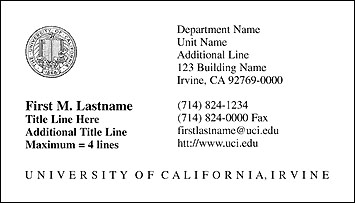 Department Name
Unit Name
Additional Line
123 Building Name
Irvine, CA 92769-0000
First M. Lastname
Title Line Here
Additional Title Line
Maximum = 4 lines
(714) 824-1234
(714) 824-0000 Fax
firstlastname@uci.edu
htt://www.uci.edu
UNIVERSITY OF CALIFORNIA, IRVINE